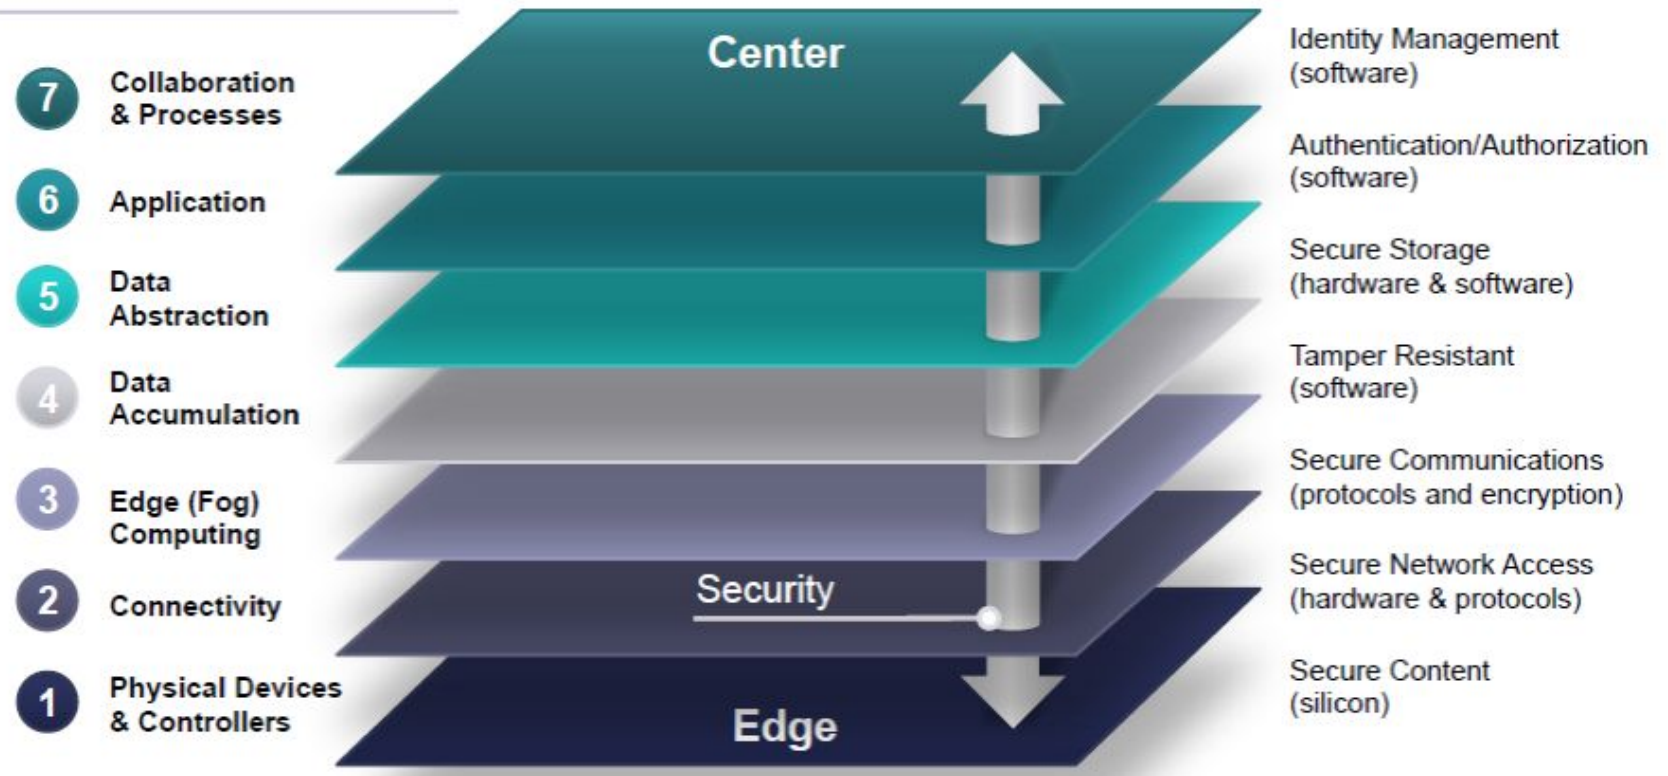 Center
7
Collaboration
& Processes
Identity Management
(software)
6
Application
Authentication/Authorization
(software)
5
Data
Abstraction
Secure Storage
(hardware & software)
4
Data
Accumulation
Tamper Resistant
(software)
3
Edge (Fog)
Computing
Secure Communications
(protocols and encryption)
2
Connectivity
Security
Secure Network Access
(hardware & protocols)
1
Physical Devices
& Controllers
Edge
Secure Content
(silicon)